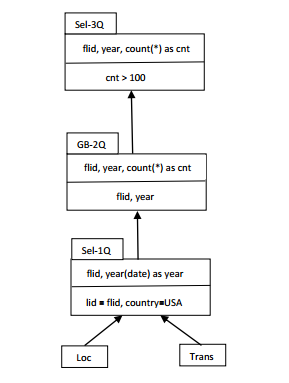 Sel-3Q
flid, year, count(*) as cnt
cnt > 100
GB-2Q
flid, year, count(*) as cnt
flid, year
Sel-1Q
flid, year(date) as year
lid = flid, country=USA
Loc
Trans